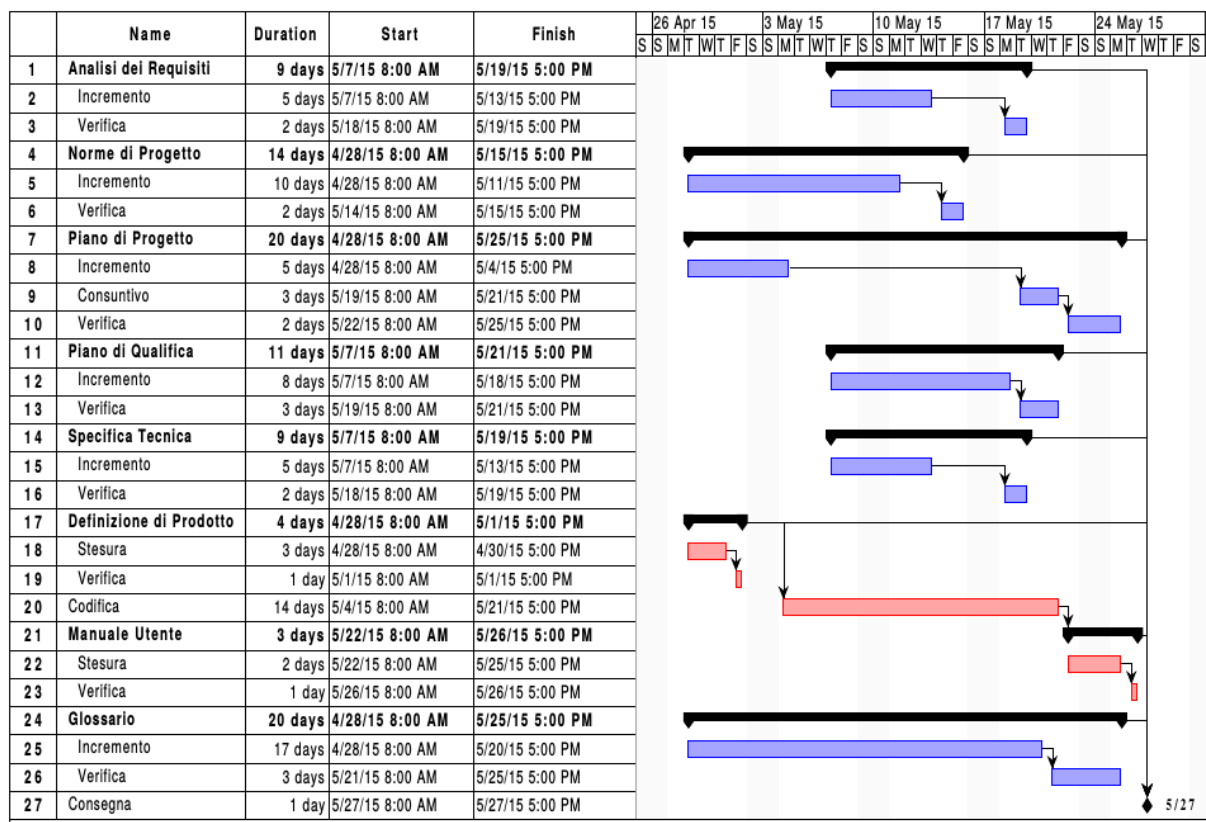 Name Duration Start Finish 26 Apr 15 3 May 15 10 May 15 17 May 15 24 May 15
S S M T W T F S S M T W T F S S M T W T F S S M T W T F S S M T W T F S
1 Analisi dei Requisiti 9 days 5/7/15 8:00 AM 5/19/15 5:00 PM
2 Incremento 5 days 5/7/15 8:00 AM 5/13/15 5:00 PM
3 Verifica 2 days 5/18/15 8:00 AM 5/19/15 5:00 PM
4 Norme di Progetto 14 days 4/28/15 8:00 AM 5/15/15 5:00 PM
5 Incremento 10 days 4/28/15 8:00 AM 5/11/15 5:00 PM
6 Verifica 2 days 5/14/15 8:00 AM 5/15/15 5:00 PM
7 Piano di Progetto 20 days 4/28/15 8:00 AM 5/25/15 5:00 PM
8 Incremento 5 days 4/28/15 8:00 AM 5/4/15 5:00 PM
9 Consuntivo 3 days 5/19/15 8:00 AM 5/21/15 5:00 PM
10 Verifica 2 days 5/22/15 8:00 AM 5/25/15 5:00 PM
11 Piano di Qualifica 11 days 5/7/15 8:00 AM 5/21/15 5:00 PM
12 Incremento 8 days 5/7/15 8:00 AM 5/18/15 5:00 PM
13 Verifica 3 days 5/19/15 8:00 AM 5/21/15 5:00 PM
14 Specifica Tecnica 9 days 5/7/15 8:00 AM 5/19/15 5:00 PM
15 Incremento 5 days 5/7/15 8:00 AM 5/13/15 5:00 PM
16 Verifica 2 days 5/18/15 8:00 AM 5/19/15 5:00 PM
17 Definizione di Prodotto 4 days 4/28/15 8:00 AM 5/1/15 5:00 PM
18 Stesura 3 days 4/28/15 8:00 AM 4/30/15 5:00 PM
19 Verifica 1 day 5/1/15 8:00 AM 5/1/15 5:00 PM
20 Codifica 14 days 5/4/15 8:00 AM 5/21/15 5:00 PM
21 Manuale Utente 3 days 5/22/15 8:00 AM 5/26/15 5:00 PM
22 Stesura 2 days 5/22/15 8:00 AM 5/25/15 5:00 PM
23 Verifica 1 day 5/26/15 8:00 AM 5/26/15 5:00 PM
24 Glossario 20 days 4/28/15 8:00 AM 5/25/15 5:00 PM
25 Incremento 17 days 4/28/15 8:00 AM 5/20/15 5:00 PM
26 Verifica 3 days 5/21/15 8:00 AM 5/25/15 5:00 PM
27 Consegna 1 day 5/27/15 8:00 AM 5/27/15 5:00 PM 5/27